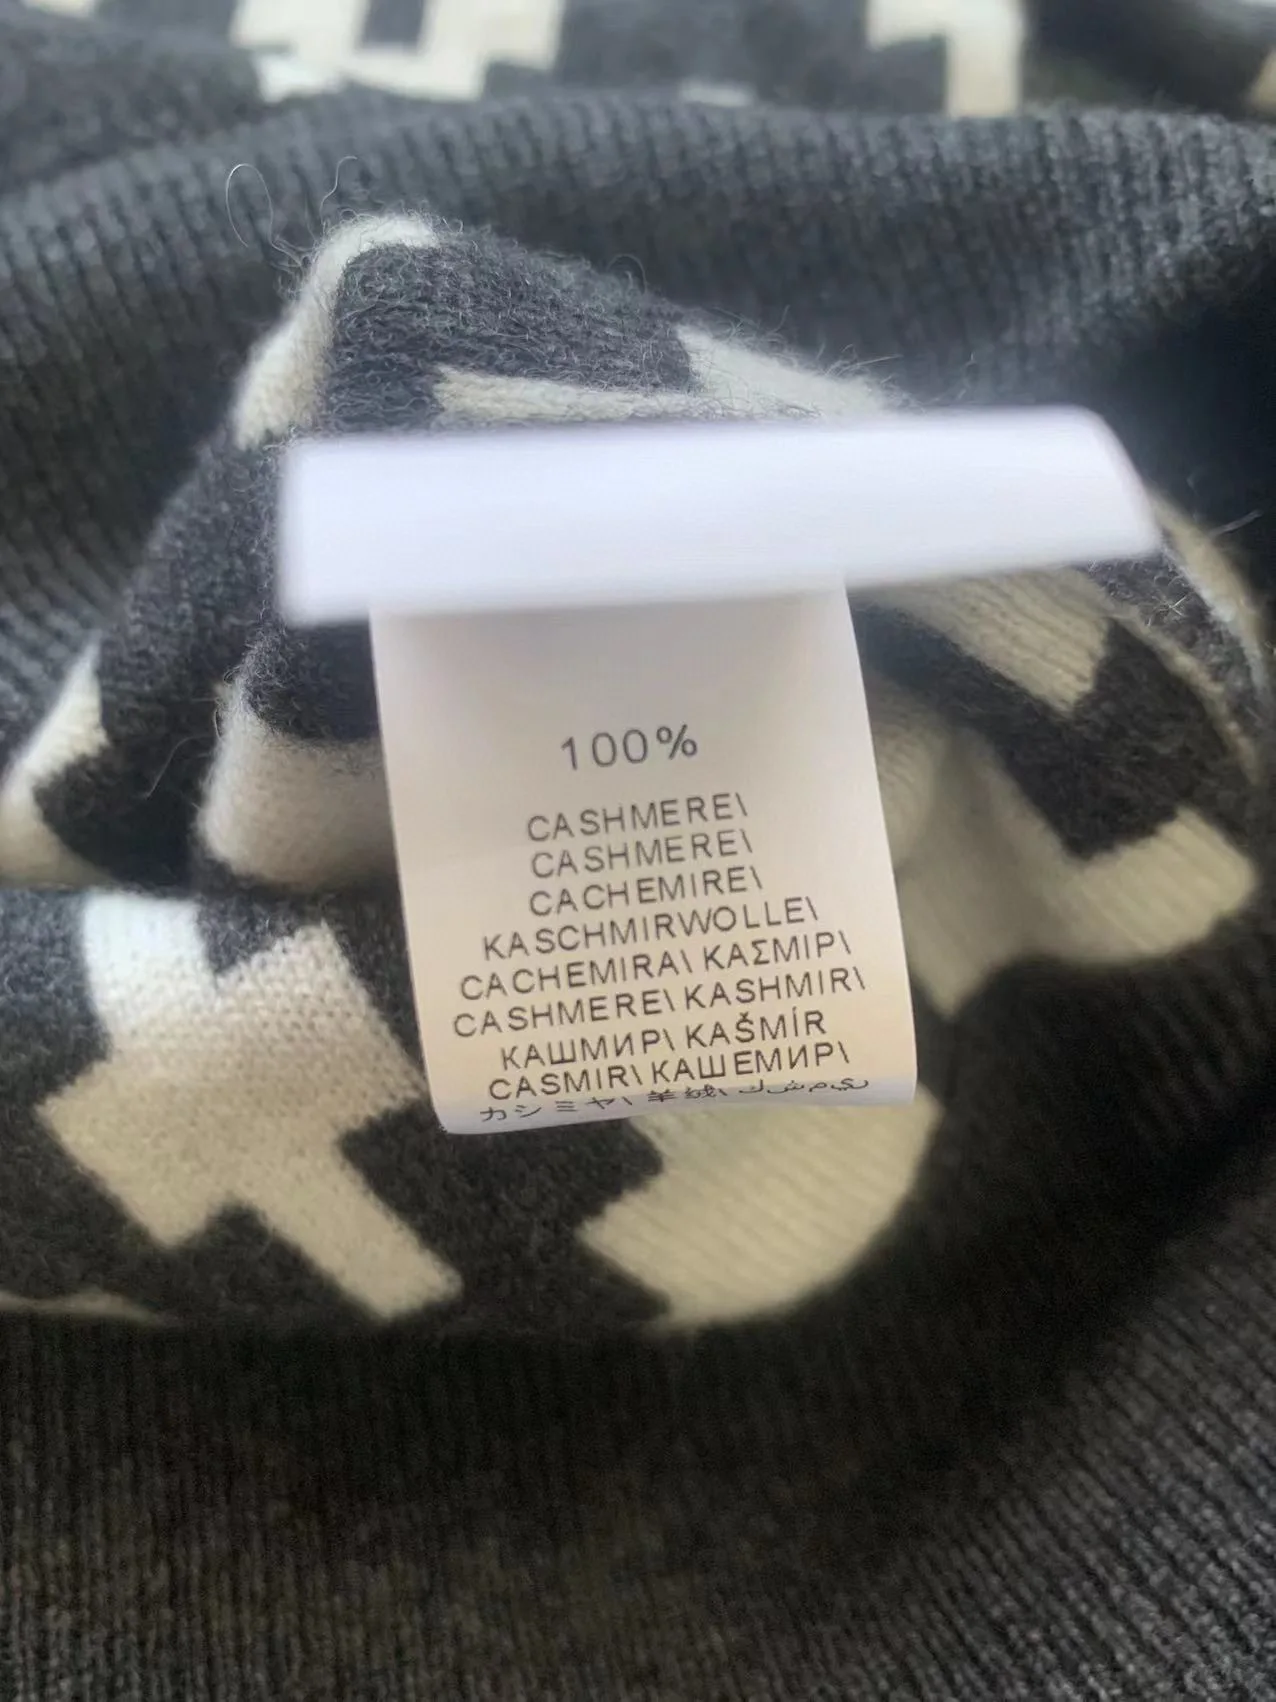 100%
CASHMERE\
CASHMERE\
CACHEMIRE\
KASCHMIRWOLLE\
CACHEMIRA\ ΚΑΣΜΙΡ\
CASHMERE\ KASHMIR\
КАШМИР\ KAŠMÍR
CASMIR\ КАШЕМИР\
カシミヤ\ 羊绒\ ري م ش ك